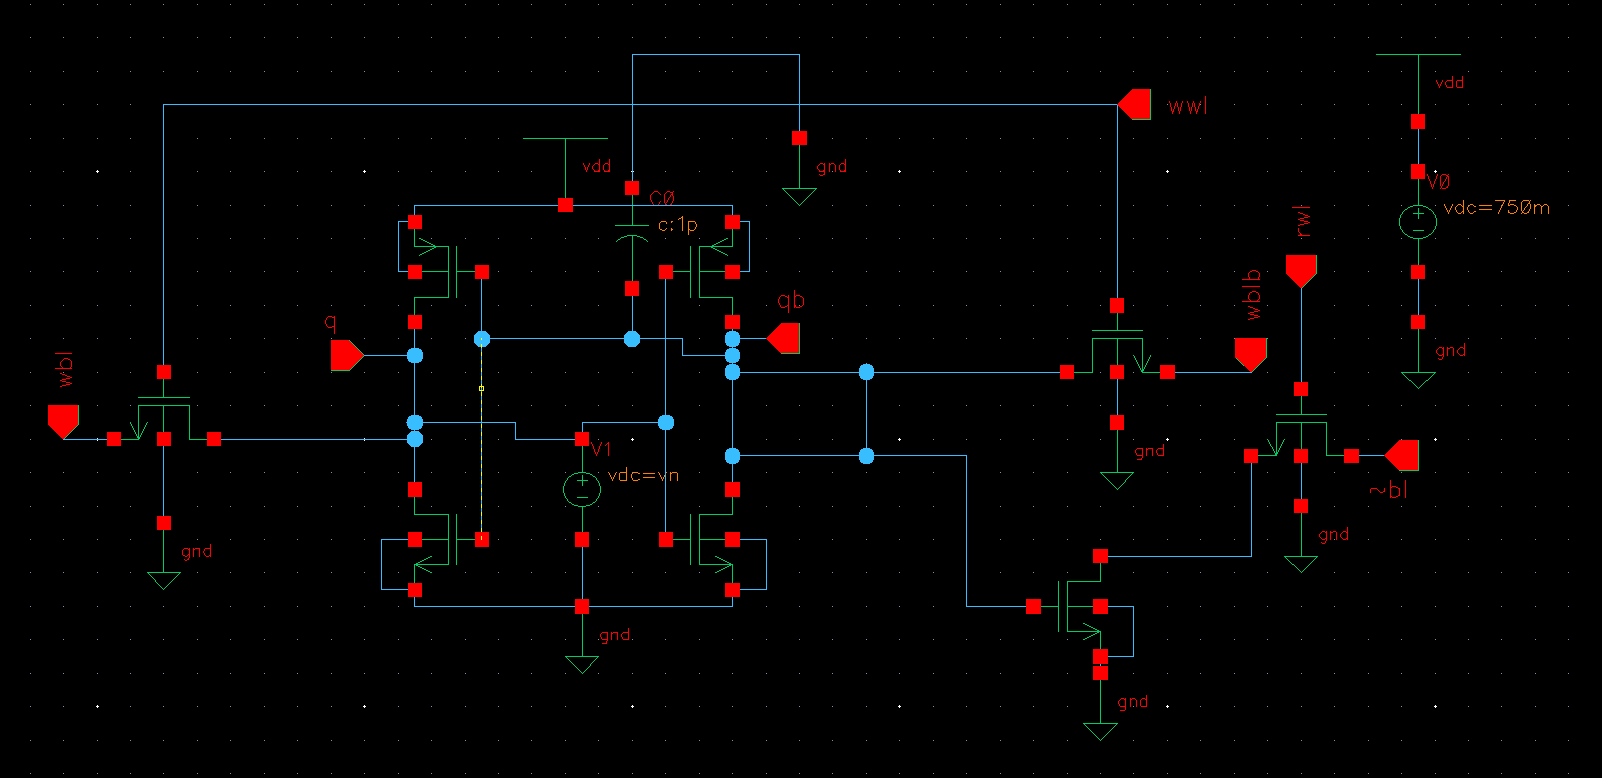 vdd
wwl
vdd
gnd
C0
c:1p
V0
vdc=750m
rwl
qb
wblb
q
wbl
gnd
V1
vdc=vn
gnd
~bl
gnd
gnd
gnd
gnd